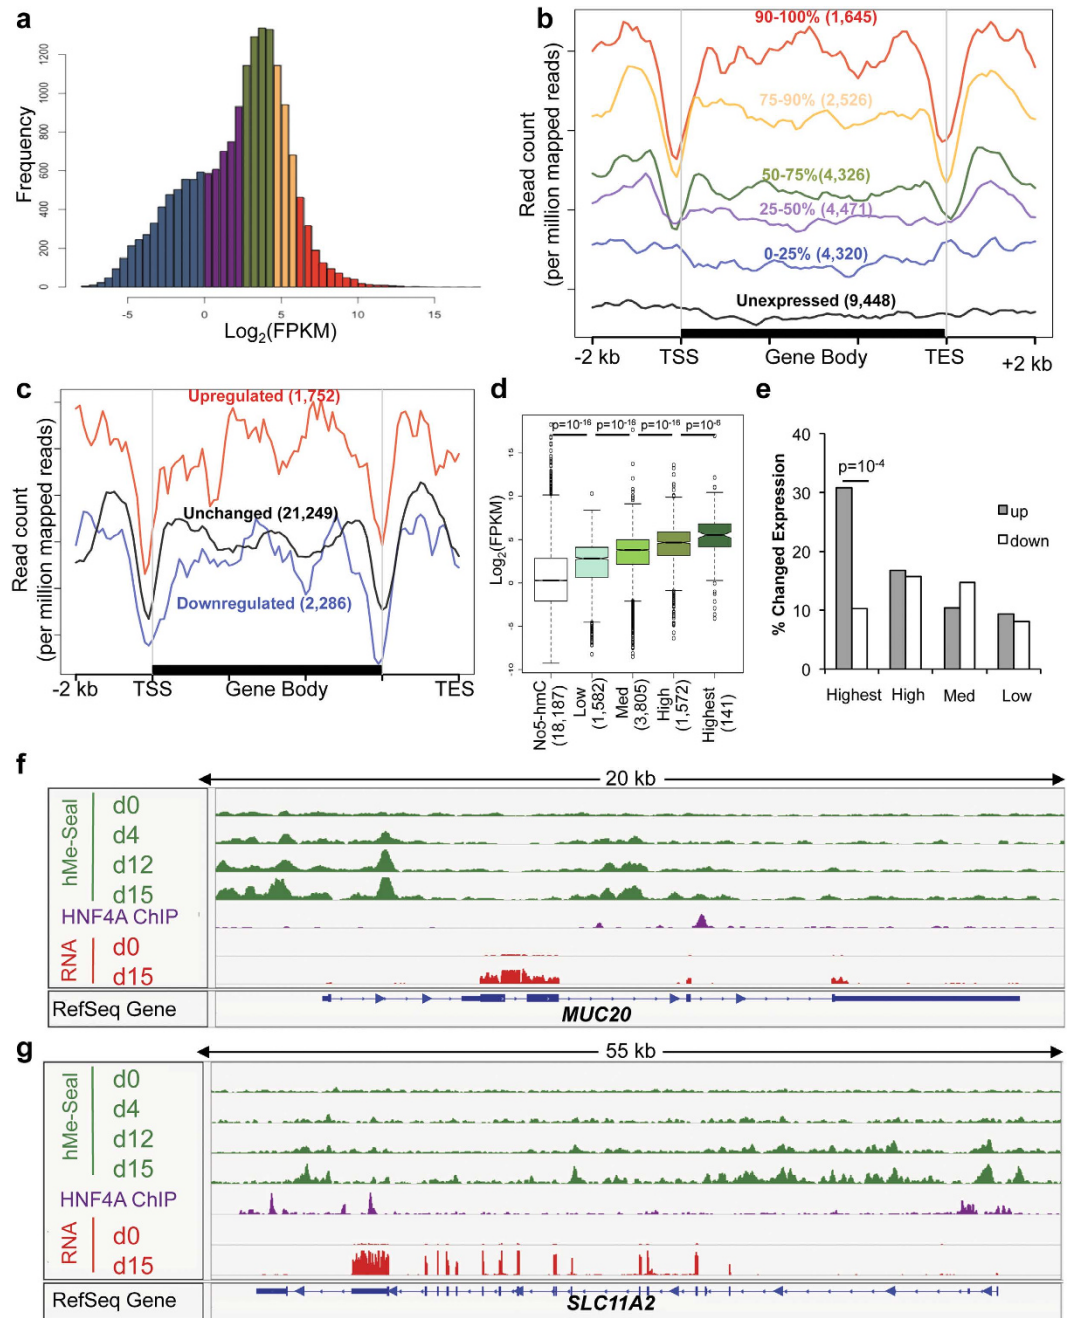 a
Frequency
0 200 400 600 800 1000 1200
-5 0 5 10 15
Log2(FPKM)
b
Read count
(per million mapped reads)
90-100% (1,645)
75-90% (2,526)
50-75%(4,326)
25-50% (4,471)
0-25% (4,320)
Unexpressed (9,448)
-2 kb TSS Gene Body TES +2 kb
c
Read count
(per million mapped reads)
Upregulated (1,752)
Unchanged (21,249)
Downregulated (2,286)
-2 kb TSS Gene Body TES
d
Log2(FPKM)
-10 -5 0 5 10 15
p=10-16 p=10-16 p=10-16 p=10-6
No5-hmC (18,187)
Low (1,582)
Med (3,805)
High (1,572)
Highest (141)
e
% Changed Expression
40
30
20
10
0
p=10-4
up
down
Highest High Med Low
f
20 kb
hMe-Seal
d0
d4
d12
d15
HNF4A ChIP
RNA
d0
d15
RefSeq Gene
MUC20
g
55 kb
hMe-Seal
d0
d4
d12
d15
HNF4A ChIP
RNA
d0
d15
RefSeq Gene
SLC11A2